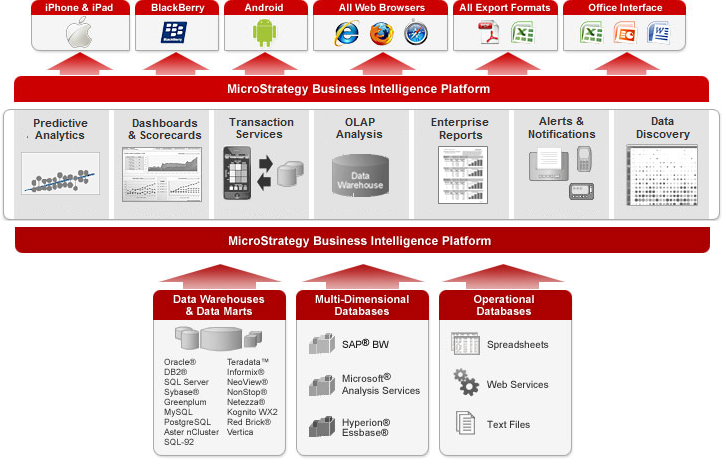 iPhone & iPad
BlackBerry
Android
All Web Browsers
All Export Formats
Office Interface
BlackBerry
MicroStrategy Business Intelligence Platform
Predictive
Analytics
Dashboards
& Scorecards
Transaction
Services
OLAP
Analysis
Data
Warehouse
Enterprise
Reports
Alerts &
Notifications
Data
Discovery
MicroStrategy Business Intelligence Platform
Data Warehouses
& Data Marts
Oracle®
DB2®
SQL Server
Sybase®
Greenplum
MySQL
PostgreSQL
Aster nCluster
SQL-92
Teradata™
Informix®
NeoView®
NonStop®
Netezza®
Kognito WX2
Red Brick®
Vertica
Multi-Dimensional
Databases
SAP® BW
Microsoft®
Analysis Services
Hyperion®
Essbase®
Operational
Databases
Spreadsheets
Web Services
Text Files